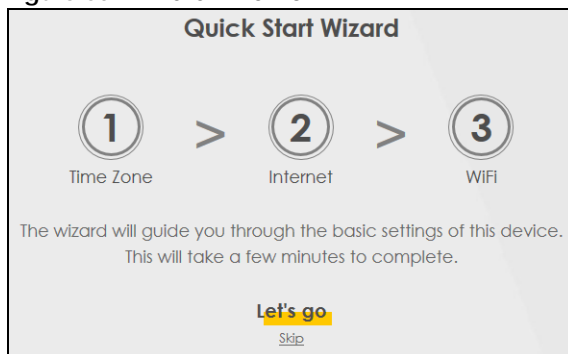 Quick Start Wizard
1 > 2 > 3
Time Zone Internet WiFi
The wizard will guide you through the basic settings of this device.
This will take a few minutes to complete.
Let's go
Skip